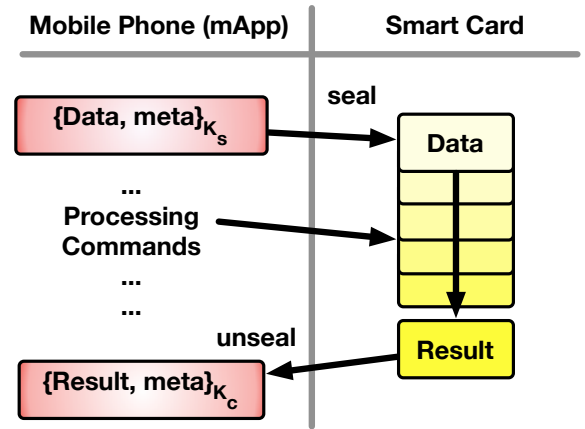 Mobile Phone (mApp)
Smart Card
seal
{Data, meta}Ks
Data
...
Processing
Commands
...
...
unseal
Result
{Result, meta}Kc